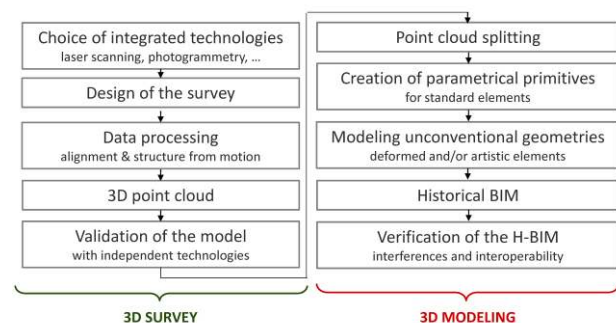 Choice of integrated technologies
laser scanning, photogrammetry, ...
Design of the survey
Data processing
alignment & structure from motion
3D point cloud
Validation of the model
with independent technologies
3D SURVEY
Point cloud splitting
Creation of parametrical primitives
for standard elements
Modeling unconventional geometries
deformed and/or artistic elements
Historical BIM
Verification of the H-BIM
interferences and interoperability
3D MODELING